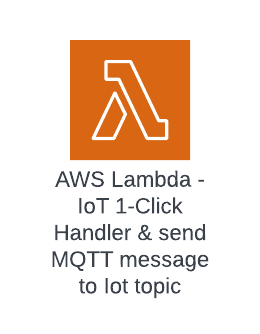 AWS Lambda -
IoT 1-Click
Handler & send
MQTT message
to Iot topic